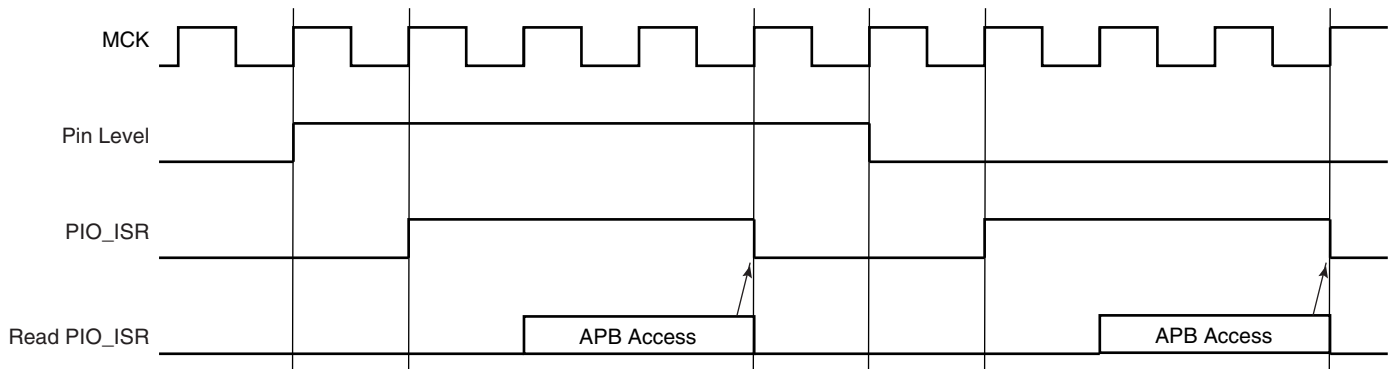 MCK
Pin Level
PIO_ISR
Read PIO_ISR
APB Access
APB Access